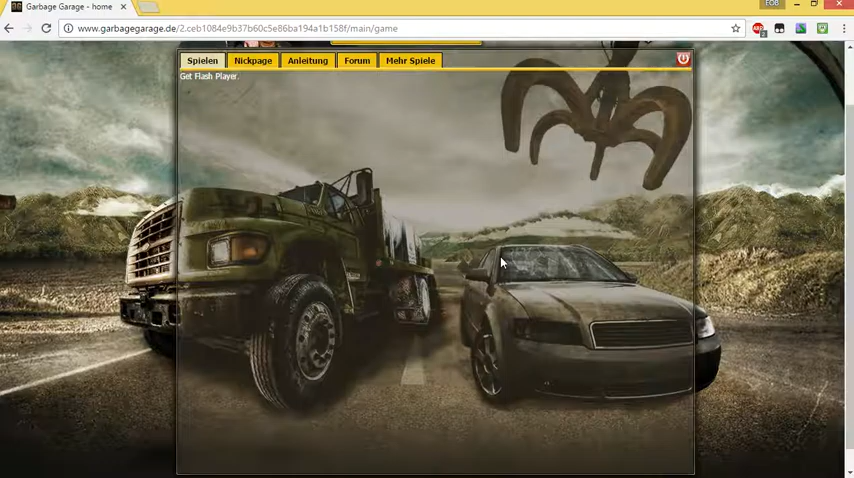 Garbage Garage - home
EOB
www.garbagegarage.de/2.ceb1084e9b37b60c5e86ba194a1b158f/main/game
Spielen
Nickpage
Anleitung
Forum
Mehr Spiele
Get Flash Player.